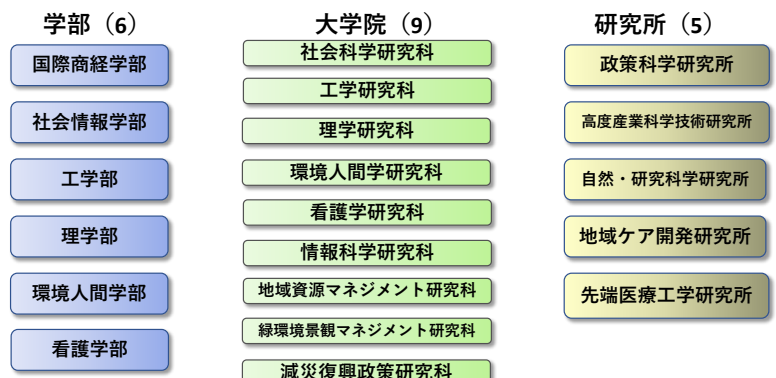 学部（6）
国際商経学部
社会情報学部
工学部
理学部
環境人間学部
看護学部
大学院（9）
社会科学研究科
工学研究科
理学研究科
環境人間学研究科
看護学研究科
情報科学研究科
地域資源マネジメント研究科
緑環境景観マネジメント研究科
減災復興政策研究科
研究所（5）
政策科学研究所
高度産業科学技術研究所
自然・研究科学研究所
地域ケア開発研究所
先端医療工学研究所